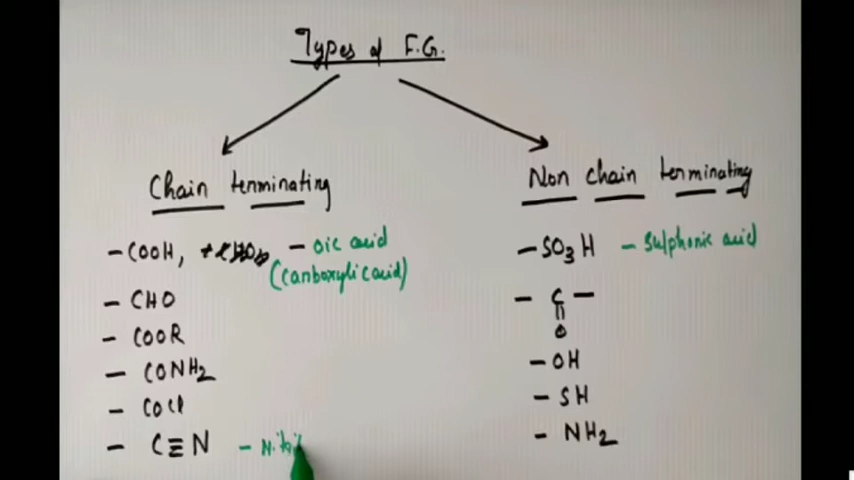 Types of F.G.
Chain terminating
-COOH, - oic acid
(carboxylic acid)
- CHO
- COOR
- CONH2
- COCl
- C≡N -
Non chain terminating
-SO3H - Sulphonic acid
- C -
O
-OH
- SH
- NH2